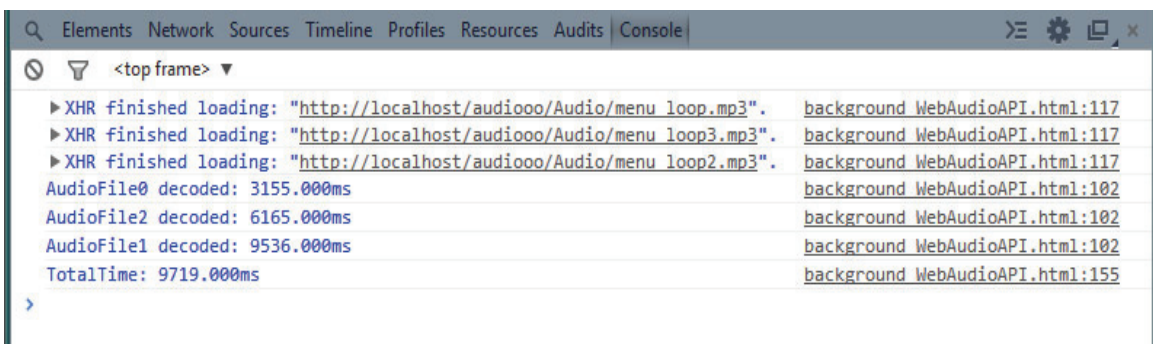 Elements Network Sources Timeline Profiles Resources Audits Console
<top frame> ▼
▶XHR finished loading: "http://localhost/audiooo/Audio/menu_loop.mp3". background_WebAudioAPI.html:117
▶XHR finished loading: "http://localhost/audiooo/Audio/menu_loop3.mp3". background_WebAudioAPI.html:117
▶XHR finished loading: "http://localhost/audiooo/Audio/menu_loop2.mp3". background_WebAudioAPI.html:117
AudioFile0 decoded: 3155.000ms background_WebAudioAPI.html:102
AudioFile2 decoded: 6165.000ms background_WebAudioAPI.html:102
AudioFile1 decoded: 9536.000ms background_WebAudioAPI.html:102
TotalTime: 9719.000ms background_WebAudioAPI.html:155
>